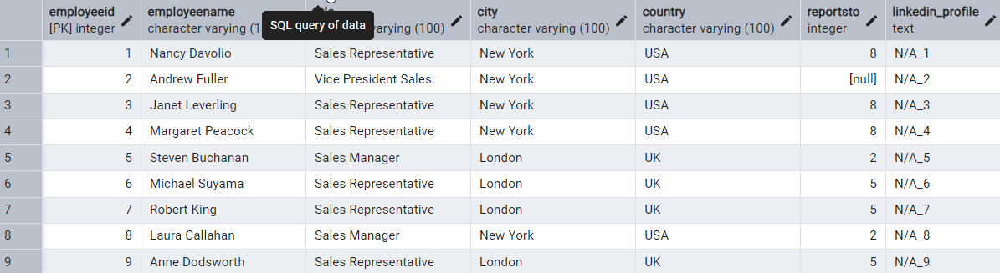 employeeid employeename city country reportsto linkedin_profile
[PK] integer character varying (1 SQL query of data varying (100) character varying (100) character varying (100) integer text
1 1 Nancy Davolio Sales Representative New York USA 8 N/A_1
2 2 Andrew Fuller Vice President Sales New York USA [null] N/A_2
3 3 Janet Leverling Sales Representative New York USA 8 N/A_3
4 4 Margaret Peacock Sales Representative New York USA 8 N/A_4
5 5 Steven Buchanan Sales Manager London UK 2 N/A_5
6 6 Michael Suyama Sales Representative London UK 5 N/A_6
7 7 Robert King Sales Representative London UK 5 N/A_7
8 8 Laura Callahan Sales Manager New York USA 2 N/A_8
9 9 Anne Dodsworth Sales Representative London UK 5 N/A_9